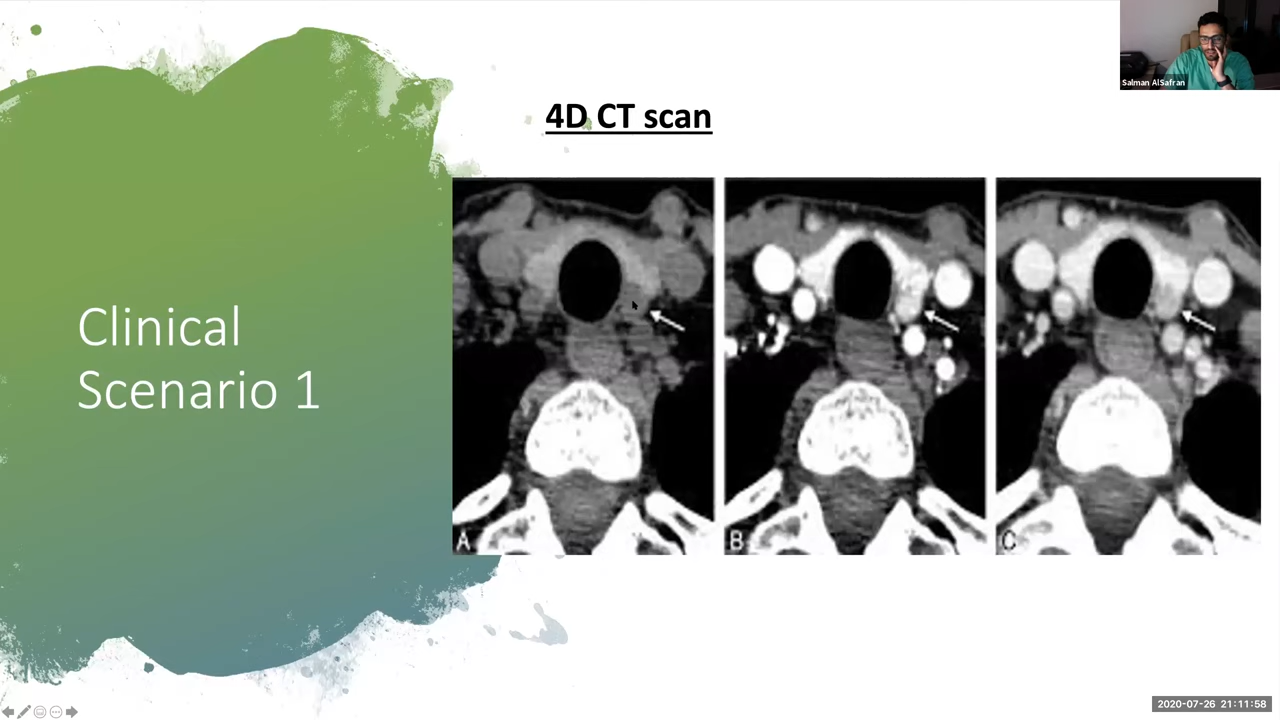 Salman AlSafran
4D CT scan
Clinical
Scenario 1
A
B
C
2020-07-26 21:11:58